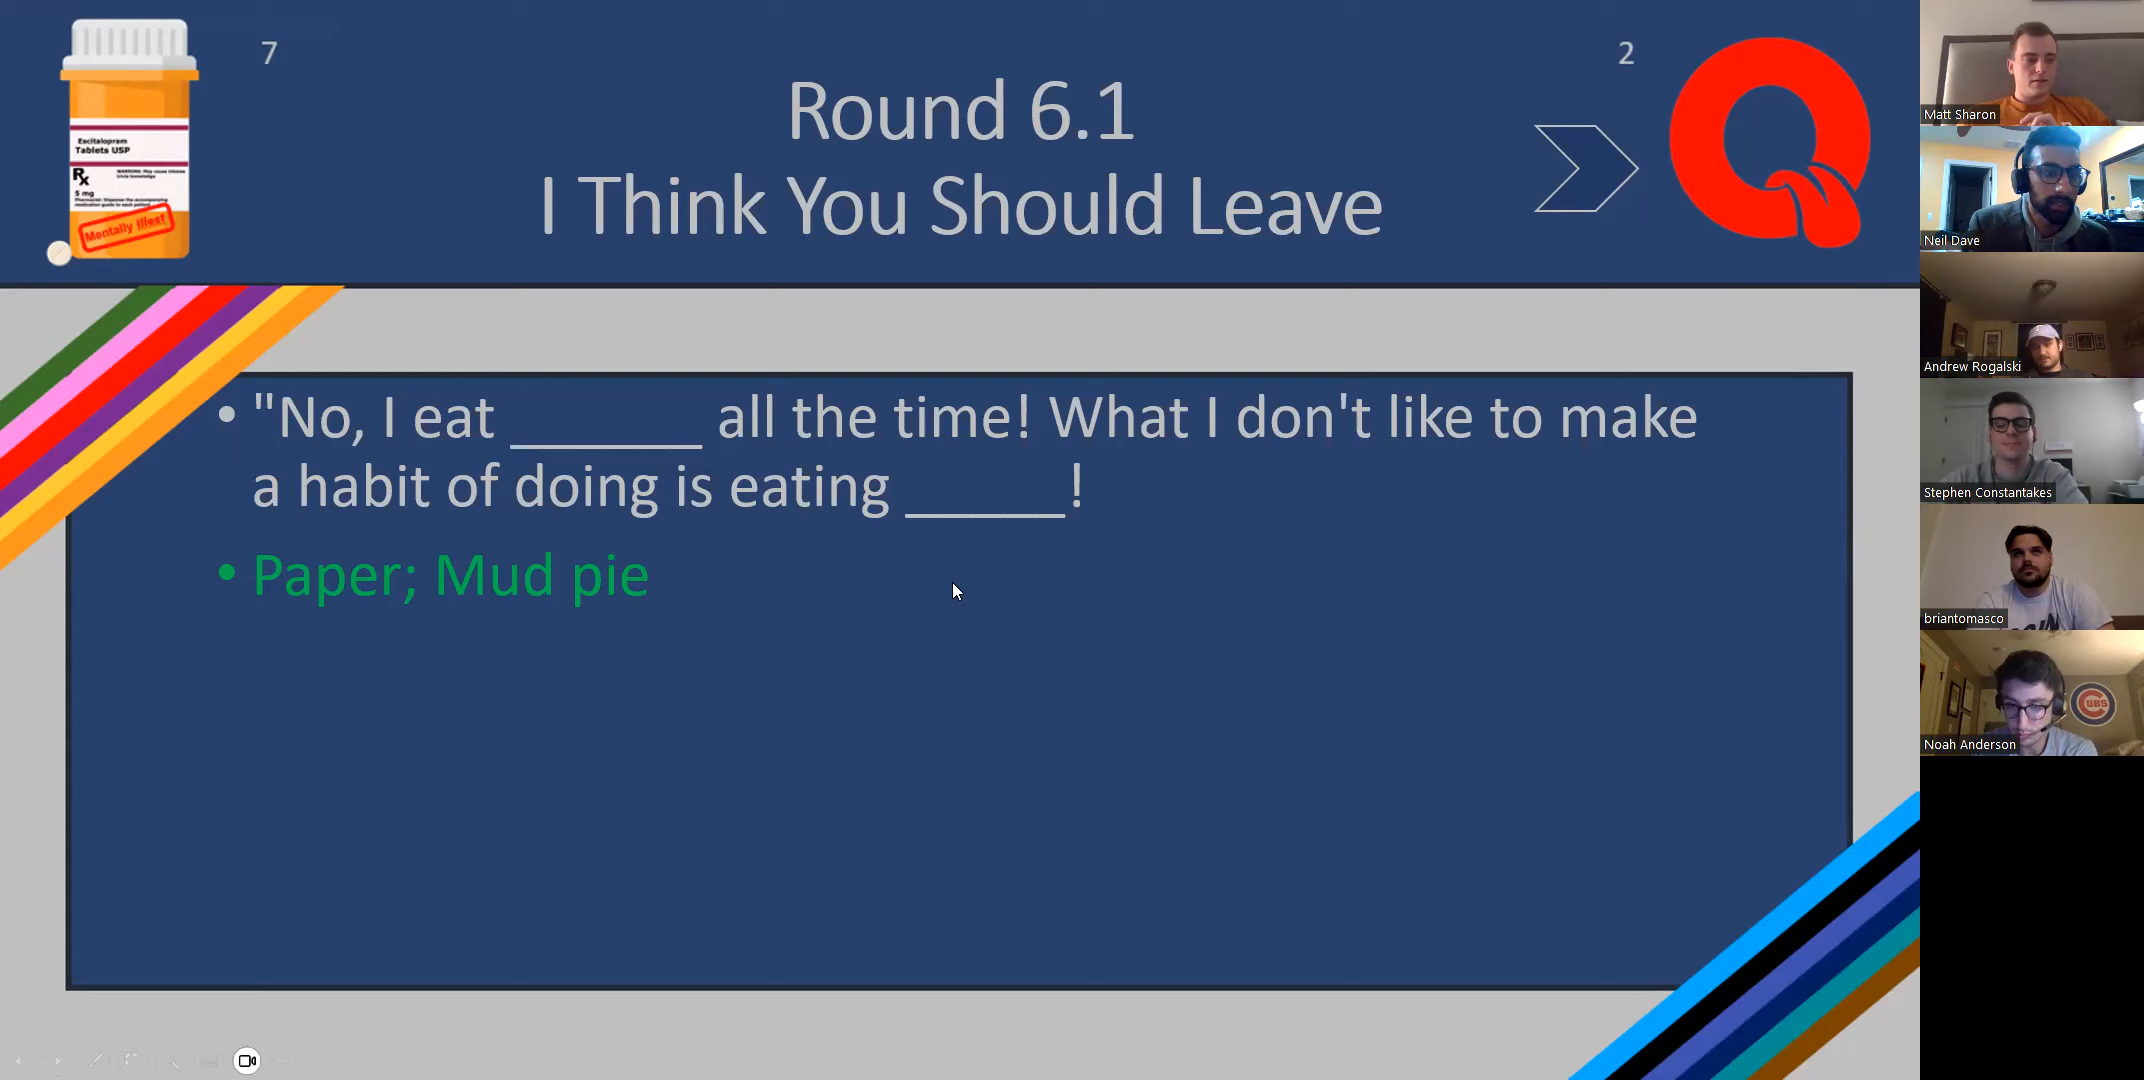 7
2
Round 6.1
I Think You Should Leave
Escitalopram
Tablets USP
Rx
5 mg
Mentally Illest!
• "No, I eat ______ all the time! What I don't like to make
a habit of doing is eating _____!
• Paper; Mud pie
Matt Sharon
Neil Dave
Andrew Rogalski
Stephen Constantakes
briantomasco
CUBS
Noah Anderson